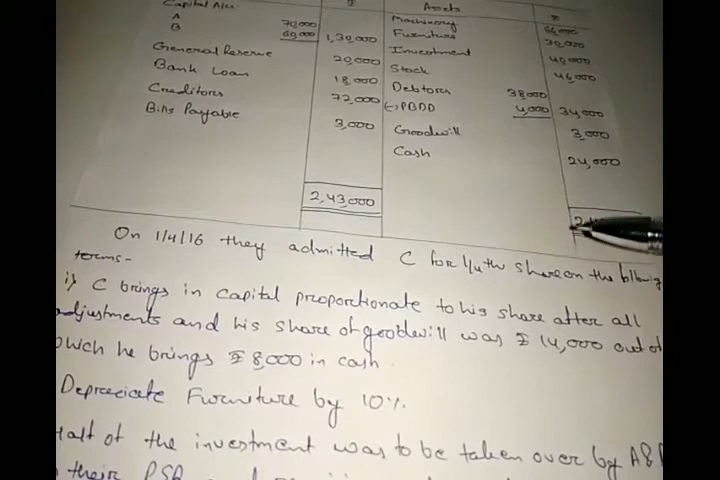 Capital A/cs ₹ Assets ₹
A 70,000 Machinery
B 60,000 1,30,000 Furniture 30,000
General Reserve 20,000 Investment 40,000
Bank Loan 18,000 Stock 46,000
Creditors 72,000 Debtors 38,000
Bills Payable 3,000 (-) PBDD 4,000 34,000
Goodwill 3,000
Cash 24,000
2,43,000
On 1/4/16 they admitted C for 1/4th share on the following
terms-
i) C brings in capital proportionate to his share after all
adjustments and his share of goodwill was ₹ 14,000 out of
which he brings ₹ 8,000 in cash.
Depreciate Furniture by 10%.
Half of the investment was to be taken over by A &
their PSR